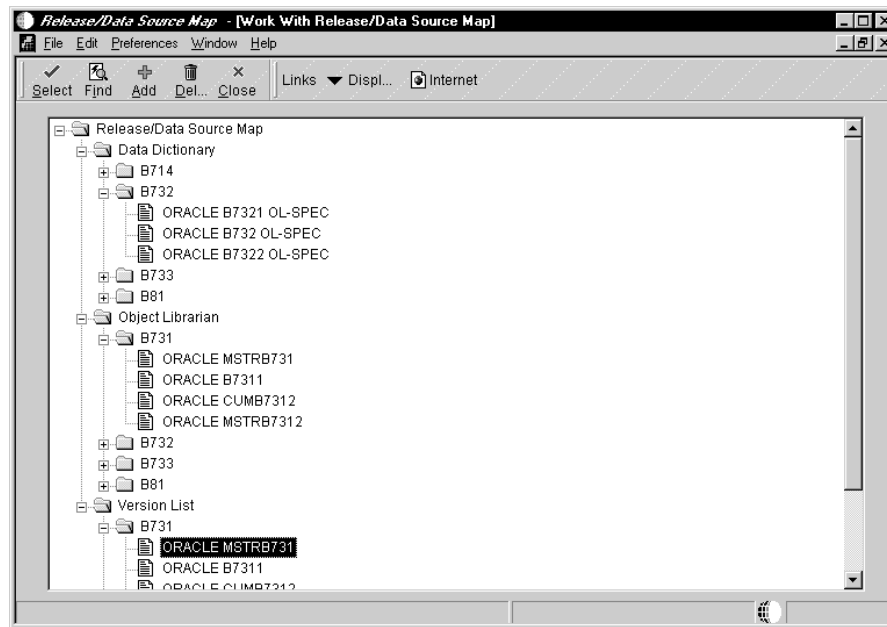 Release/Data Source Map - [Work With Release/Data Source Map]
File Edit Preferences Window Help
Select Find Add Del... Close Links Displ... Internet
Release/Data Source Map
Data Dictionary
B714
B732
ORACLE B7321 OL-SPEC
ORACLE B732 OL-SPEC
ORACLE B7322 OL-SPEC
B733
B81
Object Librarian
B731
ORACLE MSTRB731
ORACLE B7311
ORACLE CUMB7312
ORACLE MSTRB7312
B732
B733
B81
Version List
B731
ORACLE MSTRB731
ORACLE B7311
ORACLE CUMB7312